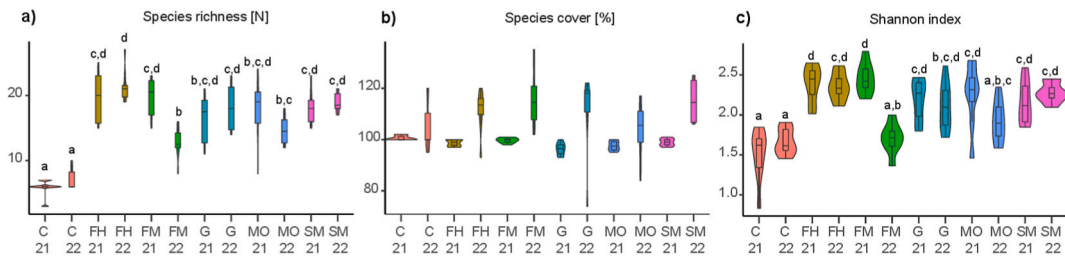 a) Species richness [N]
20
10
a a c,d d c,d b b,c,d c,d b,c,d b,c c,d c,d
C C FH FH FM FM G G MO MO SM SM
21 22 21 22 21 22 21 22 21 22 21 22
b) Species cover [%]
120
100
80
C C FH FH FM FM G G MO MO SM SM
21 22 21 22 21 22 21 22 21 22 21 22
c) Shannon index
2.5
2.0
1.5
1.0
a a d c,d d a,b c,d b,c,d c,d a,b,c c,d c,d
C C FH FH FM FM G G MO MO SM SM
21 22 21 22 21 22 21 22 21 22 21 22